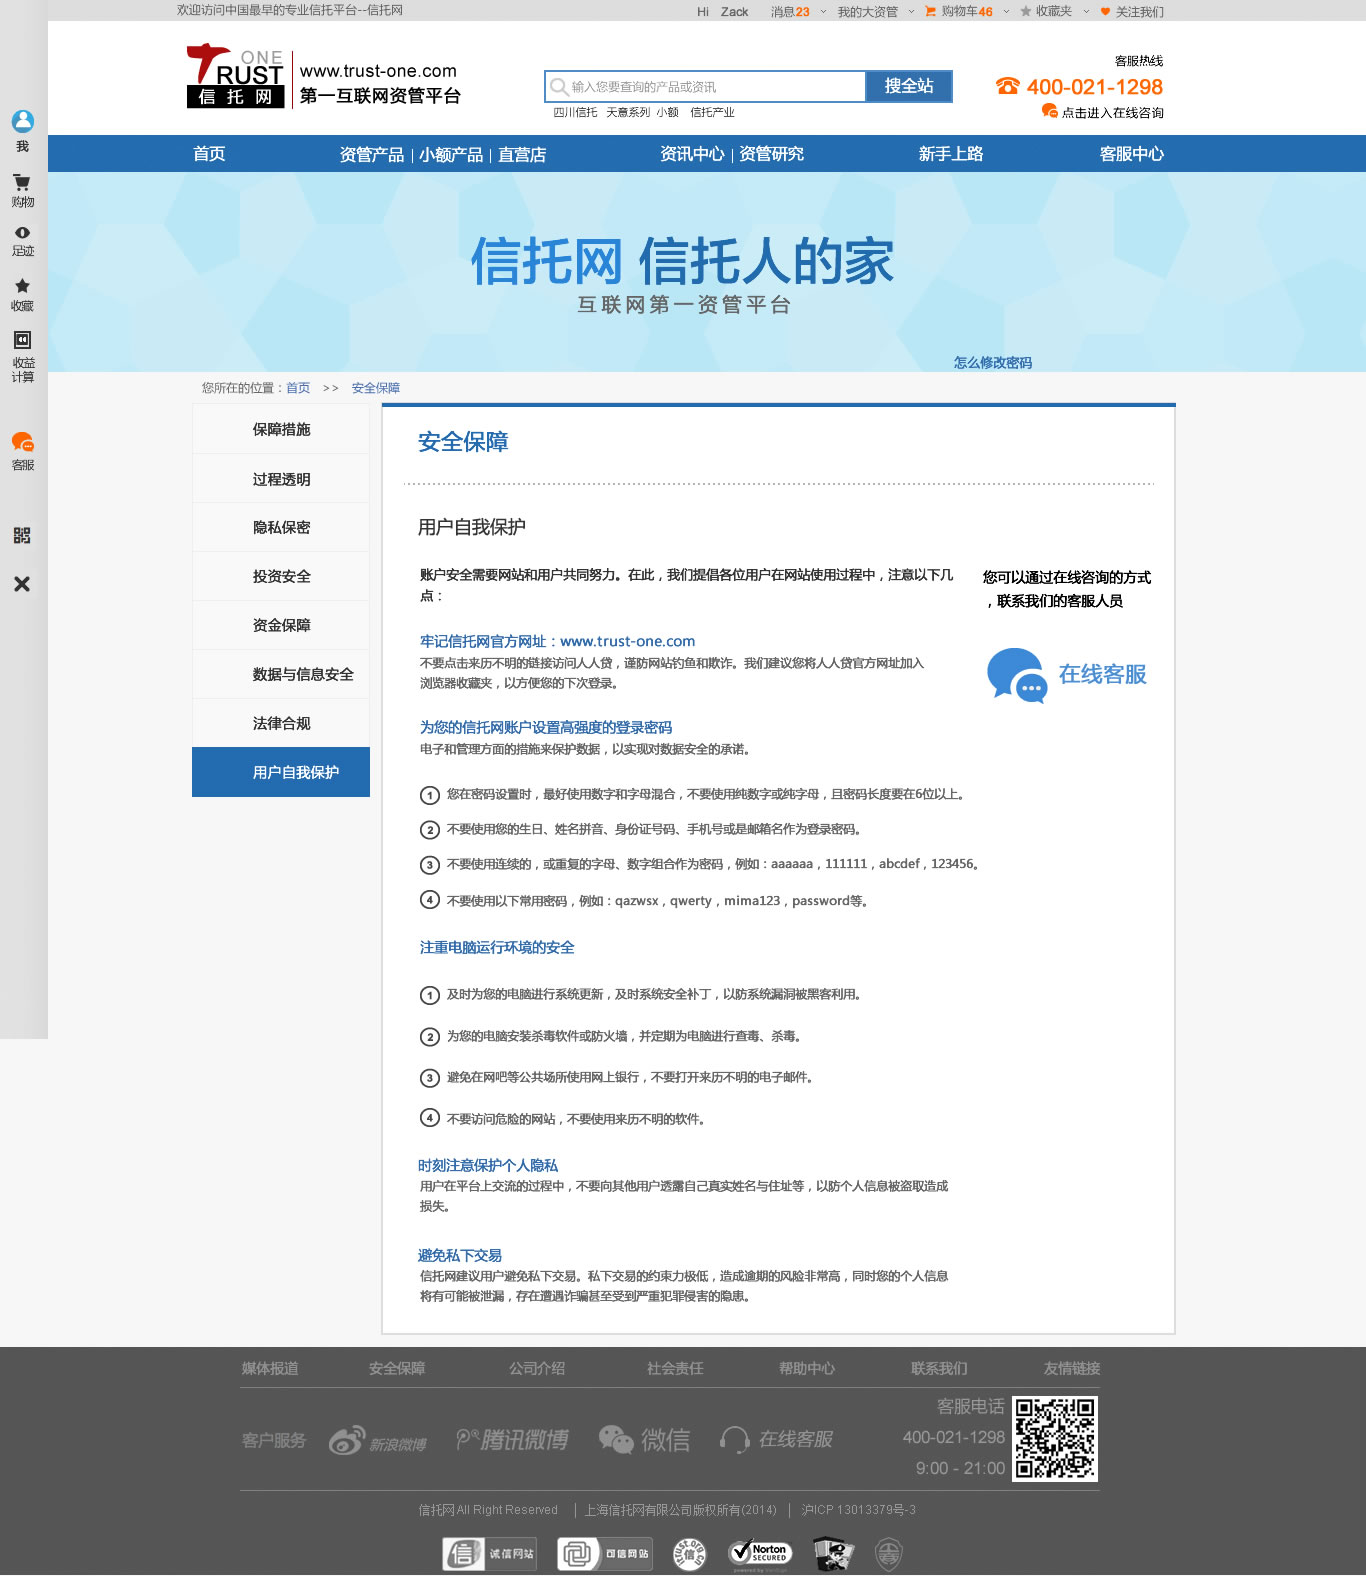 欢迎访问中国最早的专业信托平台--信托网
Hi Zack 消息23 我的大资管 购物车46 收藏夹 关注我们
ONE
TRUST
信托网
www.trust-one.com
第一互联网资管平台
输入您要查询的产品或资讯
搜全站
四川信托 天意系列 小额 信托产业
客服热线
400-021-1298
点击进入在线咨询
首页 资管产品 | 小额产品 | 直营店 资讯中心 | 资管研究 新手上路 客服中心
我
购物
足迹
收藏
收益
计算
客服
信托网 信托人的家
互联网第一资管平台
怎么修改密码
您所在的位置：首页 >> 安全保障
保障措施
过程透明
隐私保密
投资安全
资金保障
数据与信息安全
法律合规
用户自我保护
安全保障
用户自我保护
账户安全需要网站和用户共同努力。在此，我们提倡各位用户在网站使用过程中，注意以下几
点：
您可以通过在线咨询的方式
，联系我们的客服人员
在线客服
牢记信托网官方网址：www.trust-one.com
不要点击来历不明的链接访问人人贷，谨防网站钓鱼和欺诈。我们建议您将人人贷官方网址加入
浏览器收藏夹，以方便您的下次登录。
为您的信托网账户设置高强度的登录密码
电子和管理方面的措施来保护数据，以实现对数据安全的承诺。
1 您在密码设置时，最好使用数字和字母混合，不要使用纯数字或纯字母，且密码长度要在6位以上。
2 不要使用您的生日、姓名拼音、身份证号码、手机号或是邮箱名作为登录密码。
3 不要使用连续的，或重复的字母、数字组合作为密码，例如：aaaaaa，111111，abcdef，123456。
4 不要使用以下常用密码，例如：qazwsx，qwerty，mima123，password等。
注重电脑运行环境的安全
1 及时为您的电脑进行系统更新，及时系统安全补丁，以防系统漏洞被黑客利用。
2 为您的电脑安装杀毒软件或防火墙，并定期为电脑进行查毒、杀毒。
3 避免在网吧等公共场所使用网上银行，不要打开来历不明的电子邮件。
4 不要访问危险的网站，不要使用来历不明的软件。
时刻注意保护个人隐私
用户在平台上交流的过程中，不要向其他用户透露自己真实姓名与住址等，以防个人信息被盗取造成
损失。
避免私下交易
信托网建议用户避免私下交易。私下交易的约束力极低，造成逾期的风险非常高，同时您的个人信息
将有可能被泄漏，存在遭遇诈骗甚至受到严重犯罪侵害的隐患。
媒体报道 安全保障 公司介绍 社会责任 帮助中心 联系我们 友情链接
客户服务 新浪微博 腾讯微博 微信 在线客服
客服电话
400-021-1298
9:00 - 21:00
信托网 All Right Reserved | 上海信托网有限公司版权所有(2014) | 沪ICP 13013379号-3
信 诚信网站 可信网站 信 Norton
SECURED